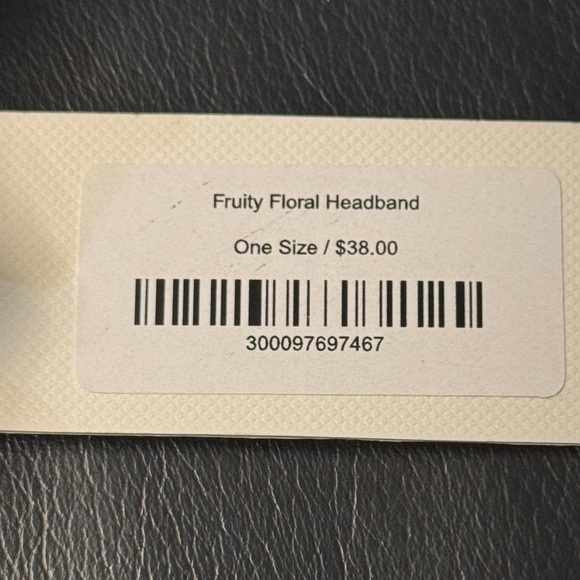 Fruity Floral Headband
One Size / $38.00
300097697467